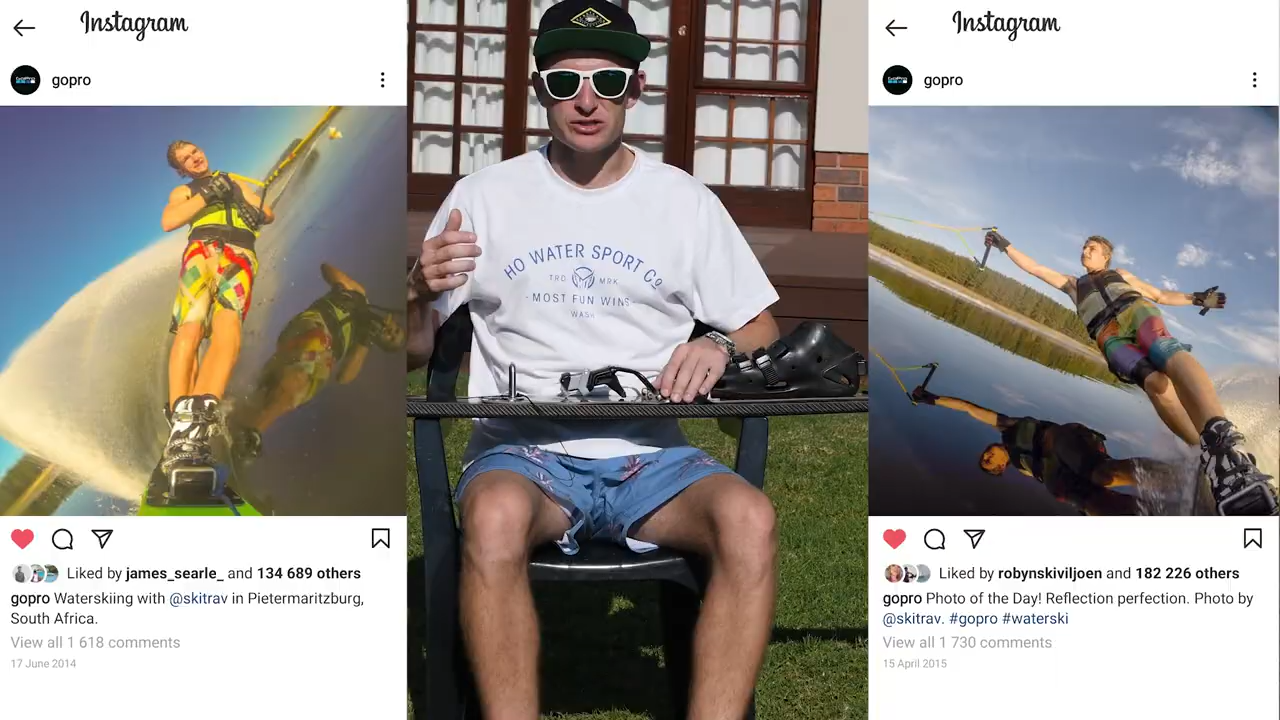 Instagram
gopro
Liked by james_searle_ and 134 689 others
gopro Waterskiing with @skitrav in Pietermaritzburg,
South Africa.
View all 1 618 comments
17 June 2014
HO WATER SPORT Co
TRD MRK
- MOST FUN WINS -
WASH
Instagram
gopro
Liked by robynskiviljoen and 182 226 others
gopro Photo of the Day! Reflection perfection. Photo by
@skitrav. #gopro #waterski
View all 1 730 comments
15 April 2015